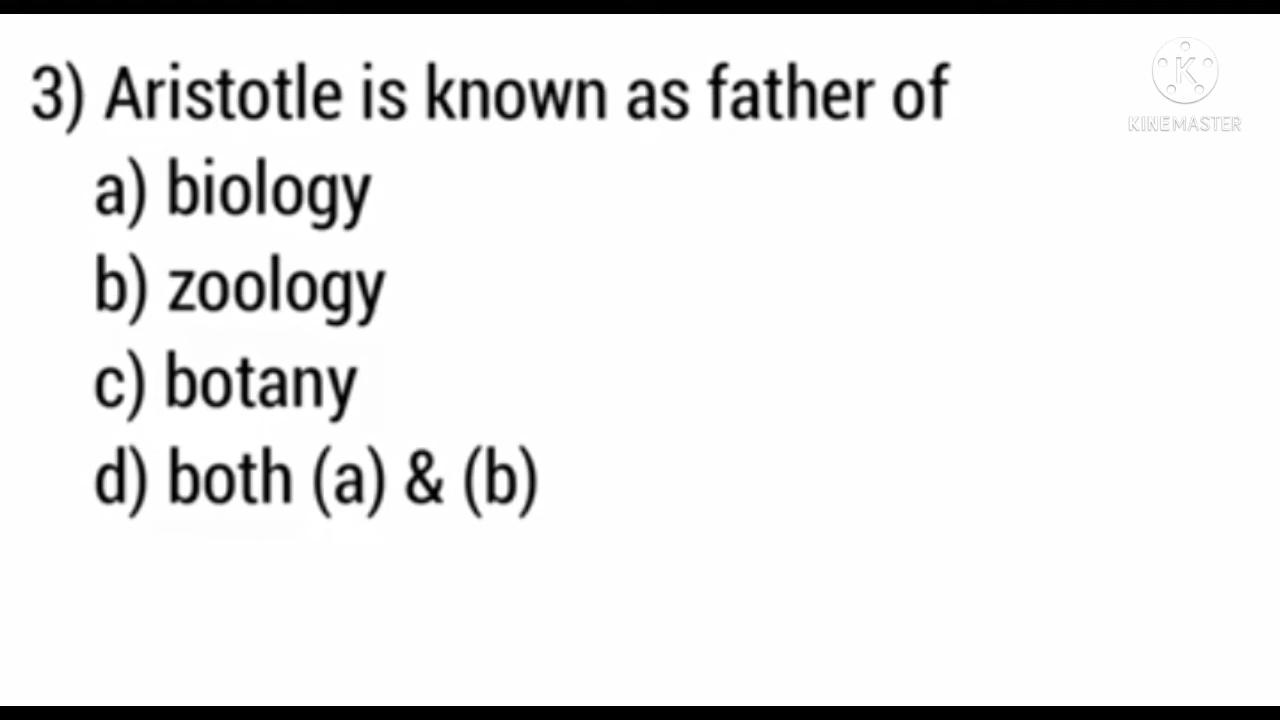 3) Aristotle is known as father of
a) biology
b) zoology
c) botany
d) both (a) & (b)
K
KINEMASTER